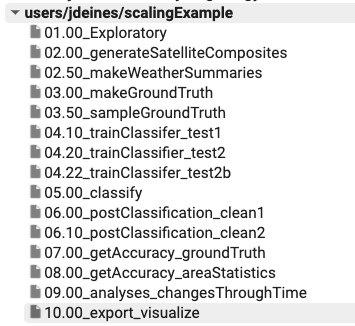 users/jdeines/scalingExample
01.00_Exploratory
02.00_generateSatelliteComposites
02.50_makeWeatherSummaries
03.00_makeGroundTruth
03.50_sampleGroundTruth
04.10_trainClassifer_test1
04.20_trainClassifier_test2
04.22_trainClassifer_test2b
05.00_classify
06.00_postClassification_clean1
06.10_postClassification_clean2
07.00_getAccuracy_groundTruth
08.00_getAccuracy_areaStatistics
09.00_analyses_changesThroughTime
10.00_export_visualize